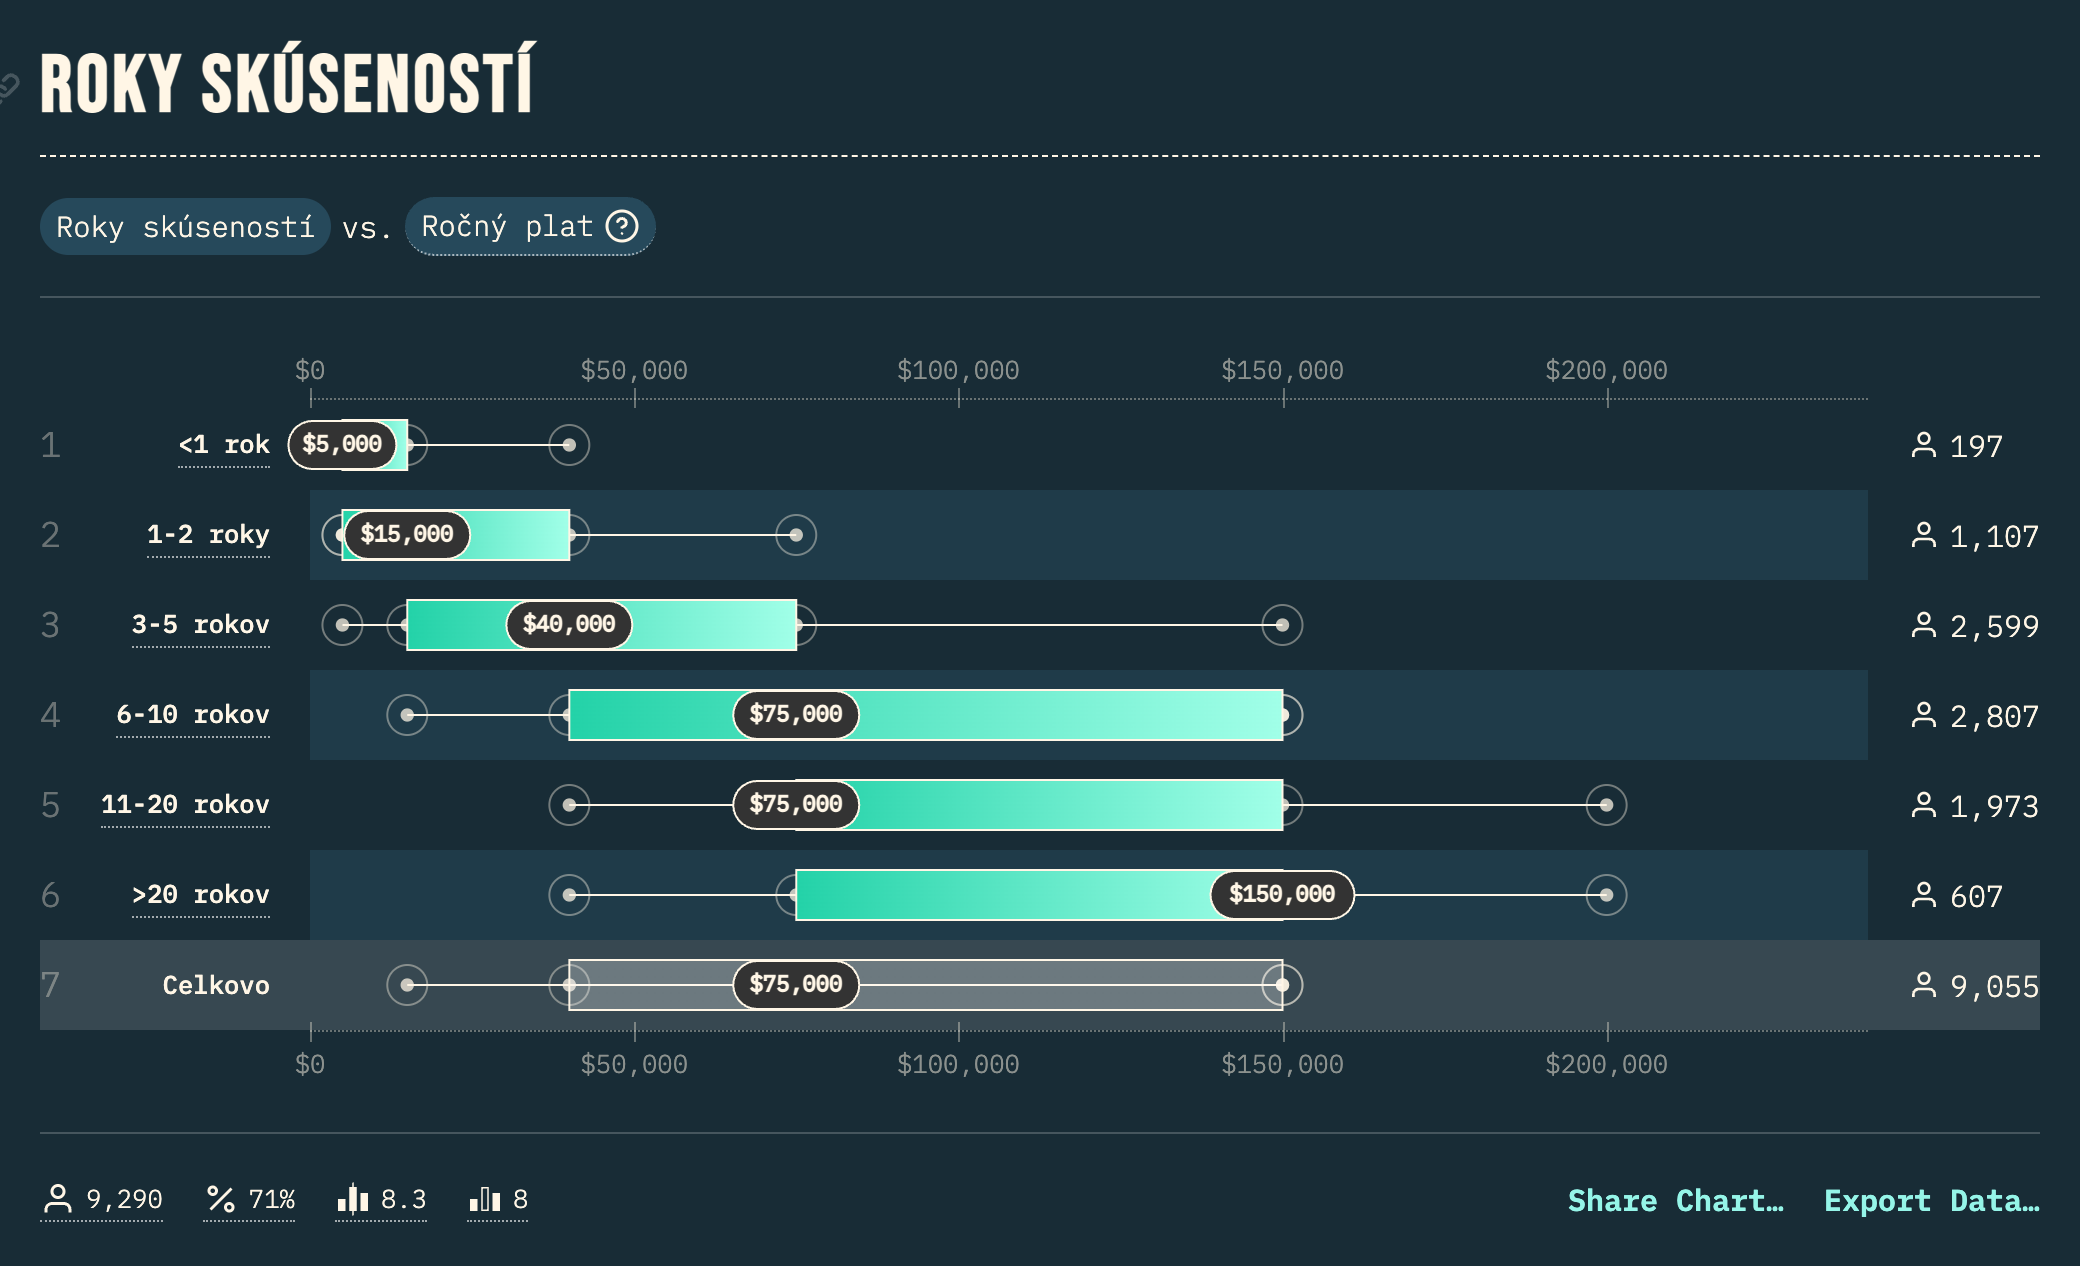 ROKY SKÚSENOSTÍ
Roky skúseností vs. Ročný plat ?
$0 $50,000 $100,000 $150,000 $200,000
1 <1 rok $5,000 197
2 1-2 roky $15,000 1,107
3 3-5 rokov $40,000 2,599
4 6-10 rokov $75,000 2,807
5 11-20 rokov $75,000 1,973
6 >20 rokov $150,000 607
7 Celkovo $75,000 9,055
$0 $50,000 $100,000 $150,000 $200,000
9,290 71% 8.3 8 Share Chart… Export Data…